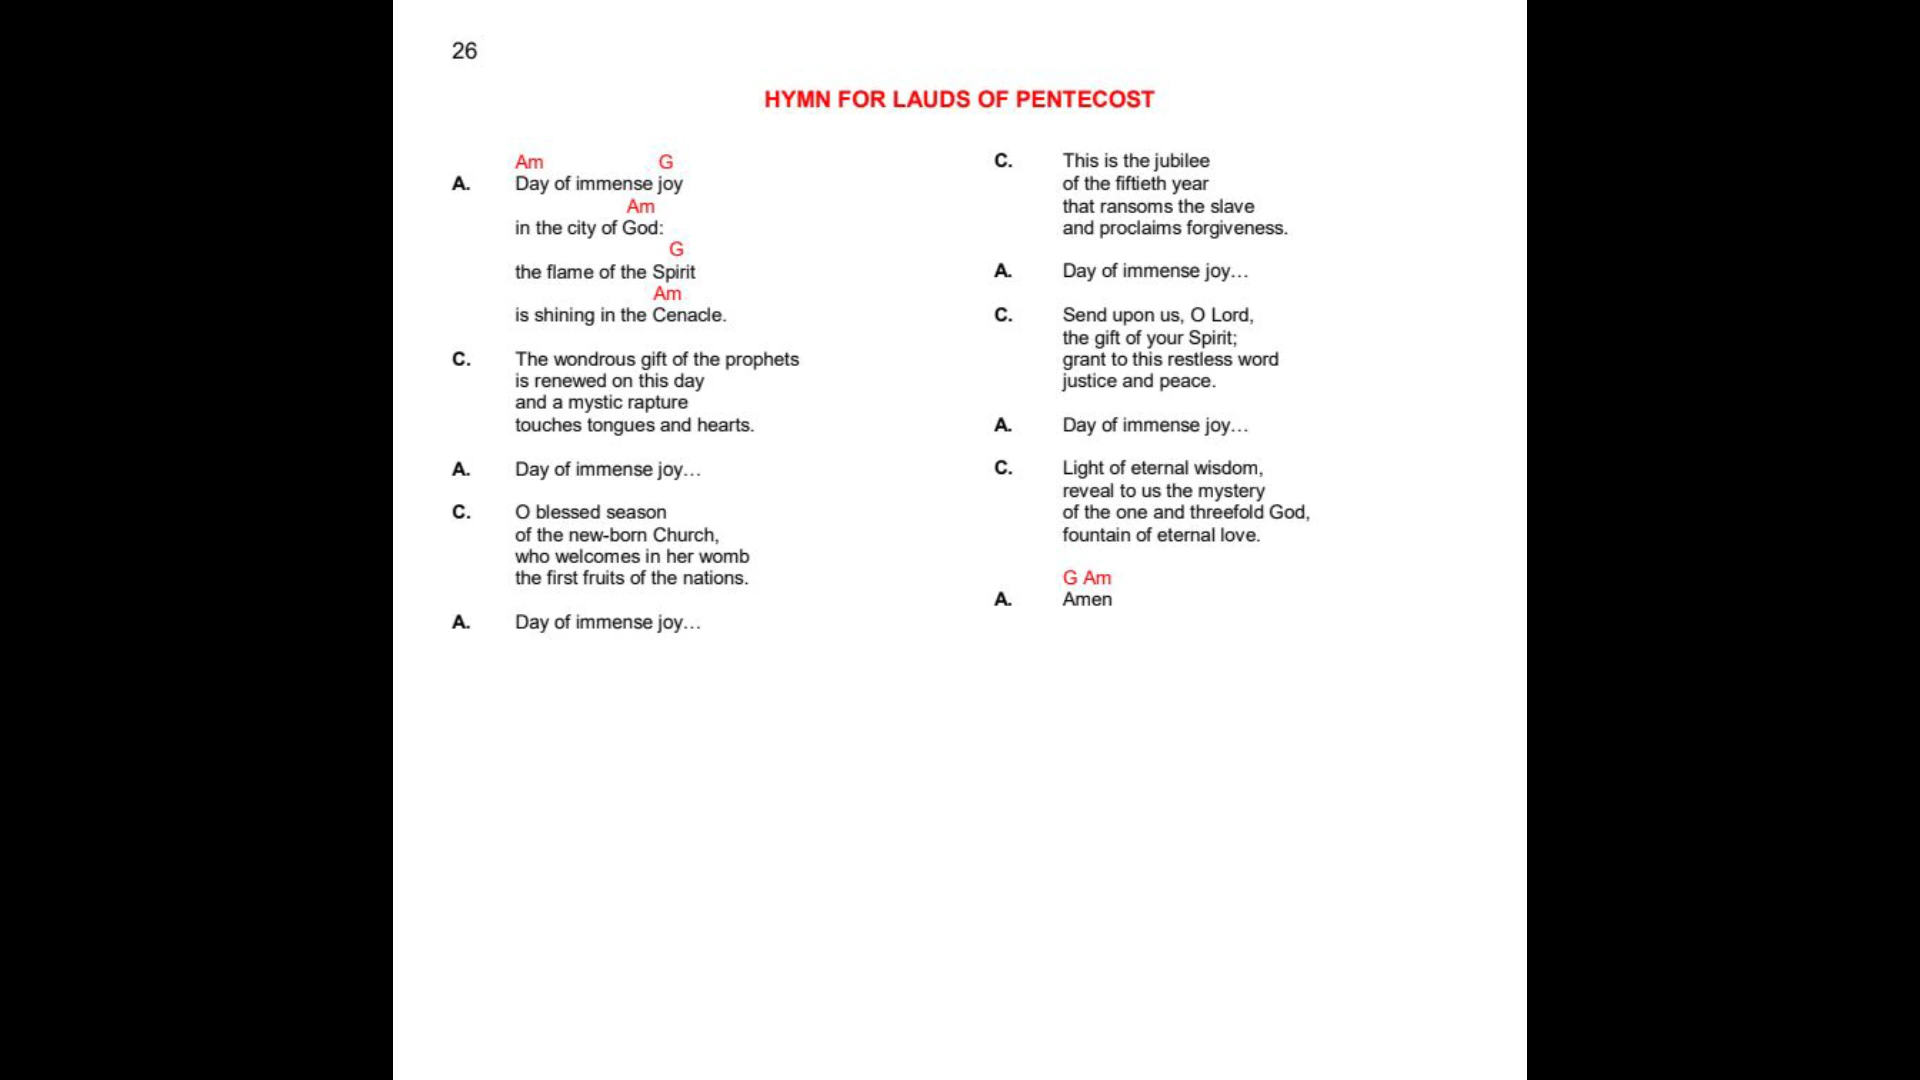 26
HYMN FOR LAUDS OF PENTECOST
Am G
A. Day of immense joy
Am
in the city of God:
G
the flame of the Spirit
Am
is shining in the Cenacle.
C. The wondrous gift of the prophets
is renewed on this day
and a mystic rapture
touches tongues and hearts.
A. Day of immense joy…
C. O blessed season
of the new-born Church,
who welcomes in her womb
the first fruits of the nations.
A. Day of immense joy…
C. This is the jubilee
of the fiftieth year
that ransoms the slave
and proclaims forgiveness.
A. Day of immense joy…
C. Send upon us, O Lord,
the gift of your Spirit;
grant to this restless word
justice and peace.
A. Day of immense joy…
C. Light of eternal wisdom,
reveal to us the mystery
of the one and threefold God,
fountain of eternal love.
G Am
A. Amen